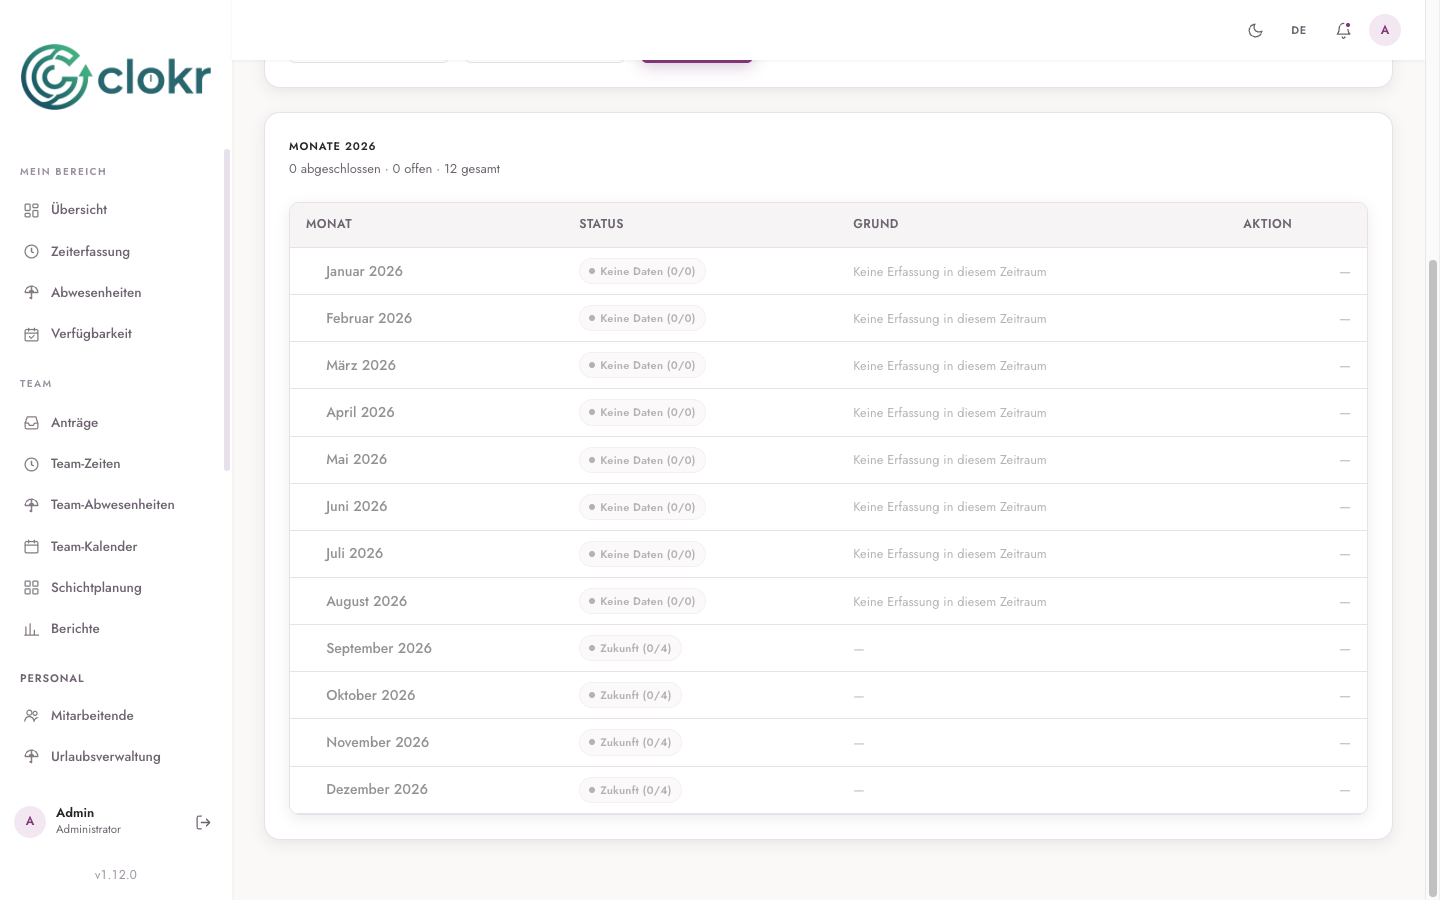 clokr
DE
A
MEIN BEREICH
Übersicht
Zeiterfassung
Abwesenheiten
Verfügbarkeit
TEAM
Anträge
Team-Zeiten
Team-Abwesenheiten
Team-Kalender
Schichtplanung
Berichte
PERSONAL
Mitarbeitende
Urlaubsverwaltung
A
Admin
Administrator
v1.12.0
MONATE 2026
0 abgeschlossen · 0 offen · 12 gesamt
MONAT STATUS GRUND AKTION
Januar 2026 Keine Daten (0/0) Keine Erfassung in diesem Zeitraum —
Februar 2026 Keine Daten (0/0) Keine Erfassung in diesem Zeitraum —
März 2026 Keine Daten (0/0) Keine Erfassung in diesem Zeitraum —
April 2026 Keine Daten (0/0) Keine Erfassung in diesem Zeitraum —
Mai 2026 Keine Daten (0/0) Keine Erfassung in diesem Zeitraum —
Juni 2026 Keine Daten (0/0) Keine Erfassung in diesem Zeitraum —
Juli 2026 Keine Daten (0/0) Keine Erfassung in diesem Zeitraum —
August 2026 Keine Daten (0/0) Keine Erfassung in diesem Zeitraum —
September 2026 Zukunft (0/4) — —
Oktober 2026 Zukunft (0/4) — —
November 2026 Zukunft (0/4) — —
Dezember 2026 Zukunft (0/4) — —